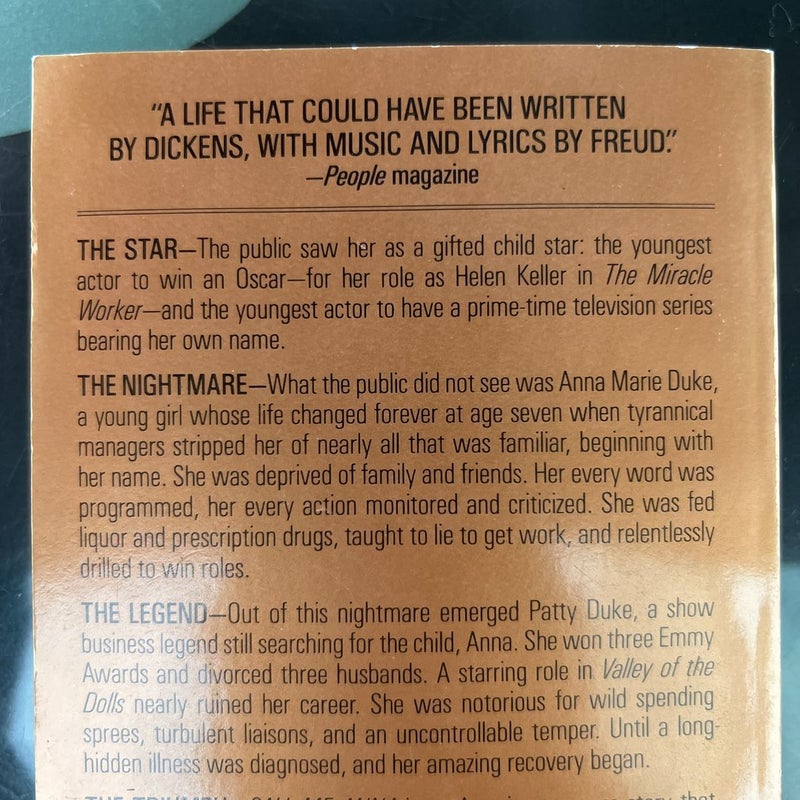 "A LIFE THAT COULD HAVE BEEN WRITTEN
BY DICKENS, WITH MUSIC AND LYRICS BY FREUD."
—People magazine
THE STAR—The public saw her as a gifted child star: the youngest
actor to win an Oscar—for her role as Helen Keller in The Miracle
Worker—and the youngest actor to have a prime-time television series
bearing her own name.
THE NIGHTMARE—What the public did not see was Anna Marie Duke,
a young girl whose life changed forever at age seven when tyrannical
managers stripped her of nearly all that was familiar, beginning with
her name. She was deprived of family and friends. Her every word was
programmed, her every action monitored and criticized. She was fed
liquor and prescription drugs, taught to lie to get work, and relentlessly
drilled to win roles.
THE LEGEND—Out of this nightmare emerged Patty Duke, a show
business legend still searching for the child, Anna. She won three Emmy
Awards and divorced three husbands. A starring role in Valley of the
Dolls nearly ruined her career. She was notorious for wild spending
sprees, turbulent liaisons, and an uncontrollable temper. Until a long-
hidden illness was diagnosed, and her amazing recovery began.